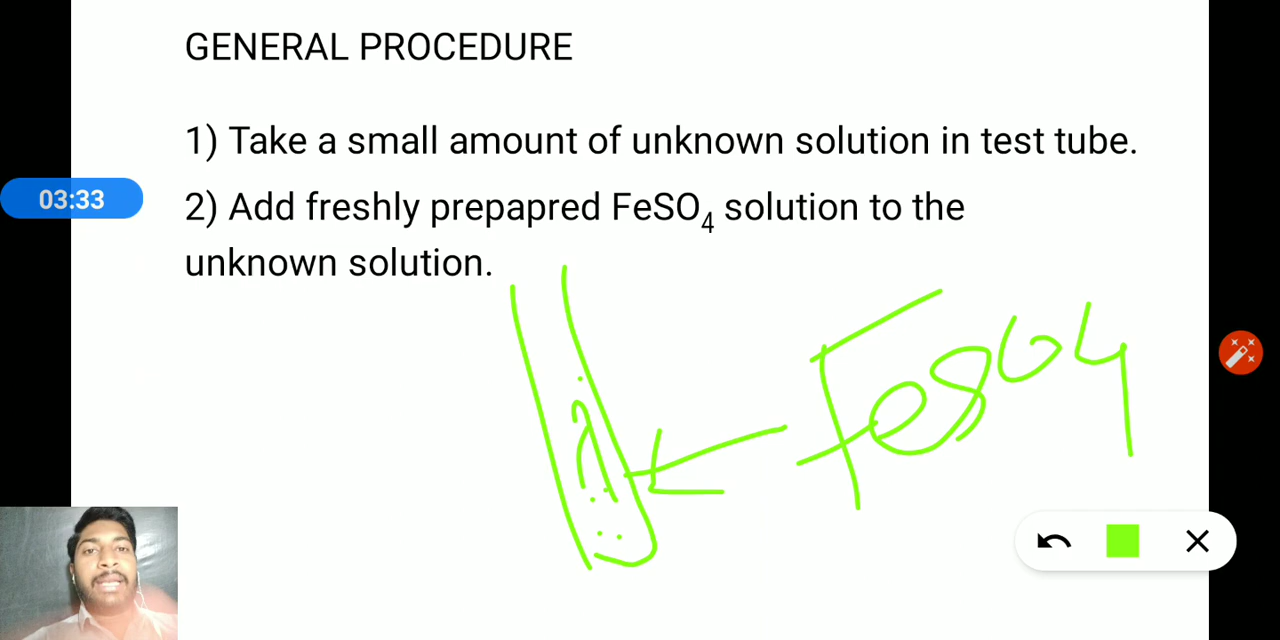 GENERAL PROCEDURE
1) Take a small amount of unknown solution in test tube.
03:33
2) Add freshly prepapred FeSO₄ solution to the
unknown solution.
FeSO4